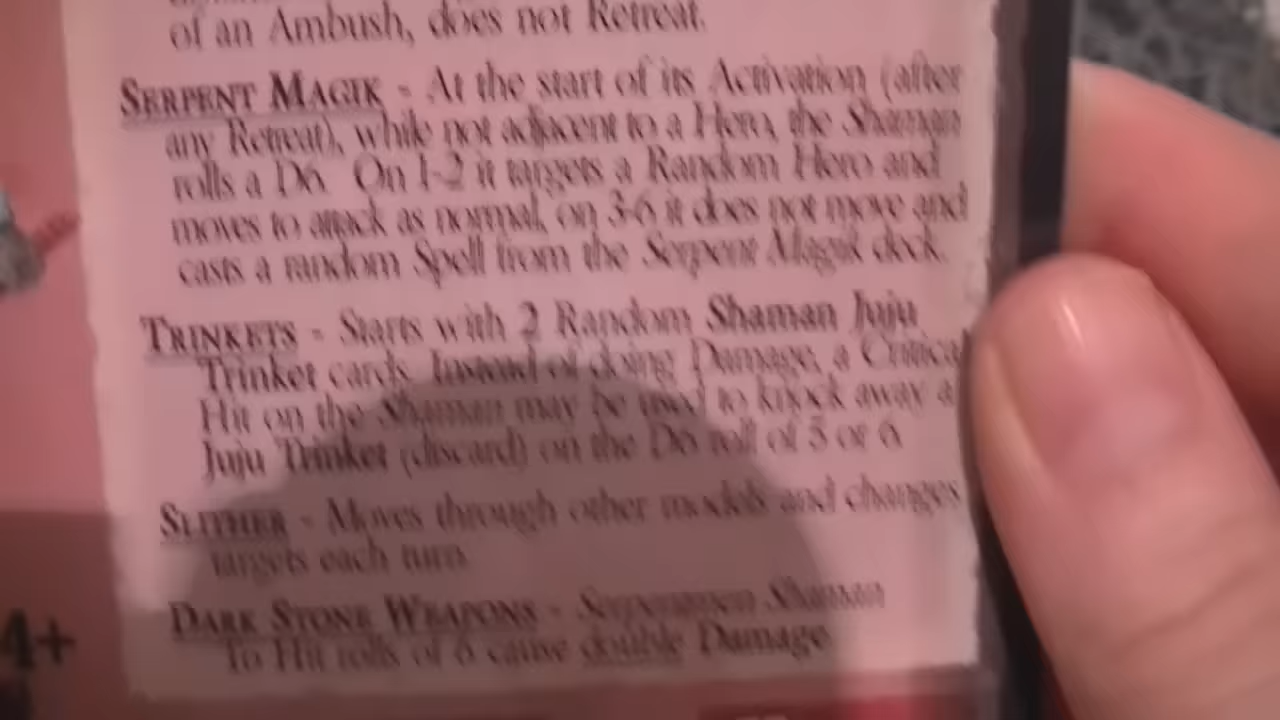 of an Ambush, does not Retreat.
SERPENT MAGIK - At the start of its Activation (after
any Retreat), while not adjacent to a Hero, the Shaman
rolls a D6. On 1-2 it targets a Random Hero and
moves to attack as normal, on 3-6 it does not move and
casts a random Spell from the Serpent Magik deck.
TRINKETS - Starts with 2 Random Shaman Juju
Trinket cards. Instead of doing Damage, a Critical
Hit on the Shaman may be used to knock away a
Juju Trinket (discard) on the D6 roll of 5 or 6.
SLITHER - Moves through other models and changes
targets each turn.
DARK STONE WEAPONS - Serpentmen Shaman
To Hit rolls of 6 cause double Damage.
4+